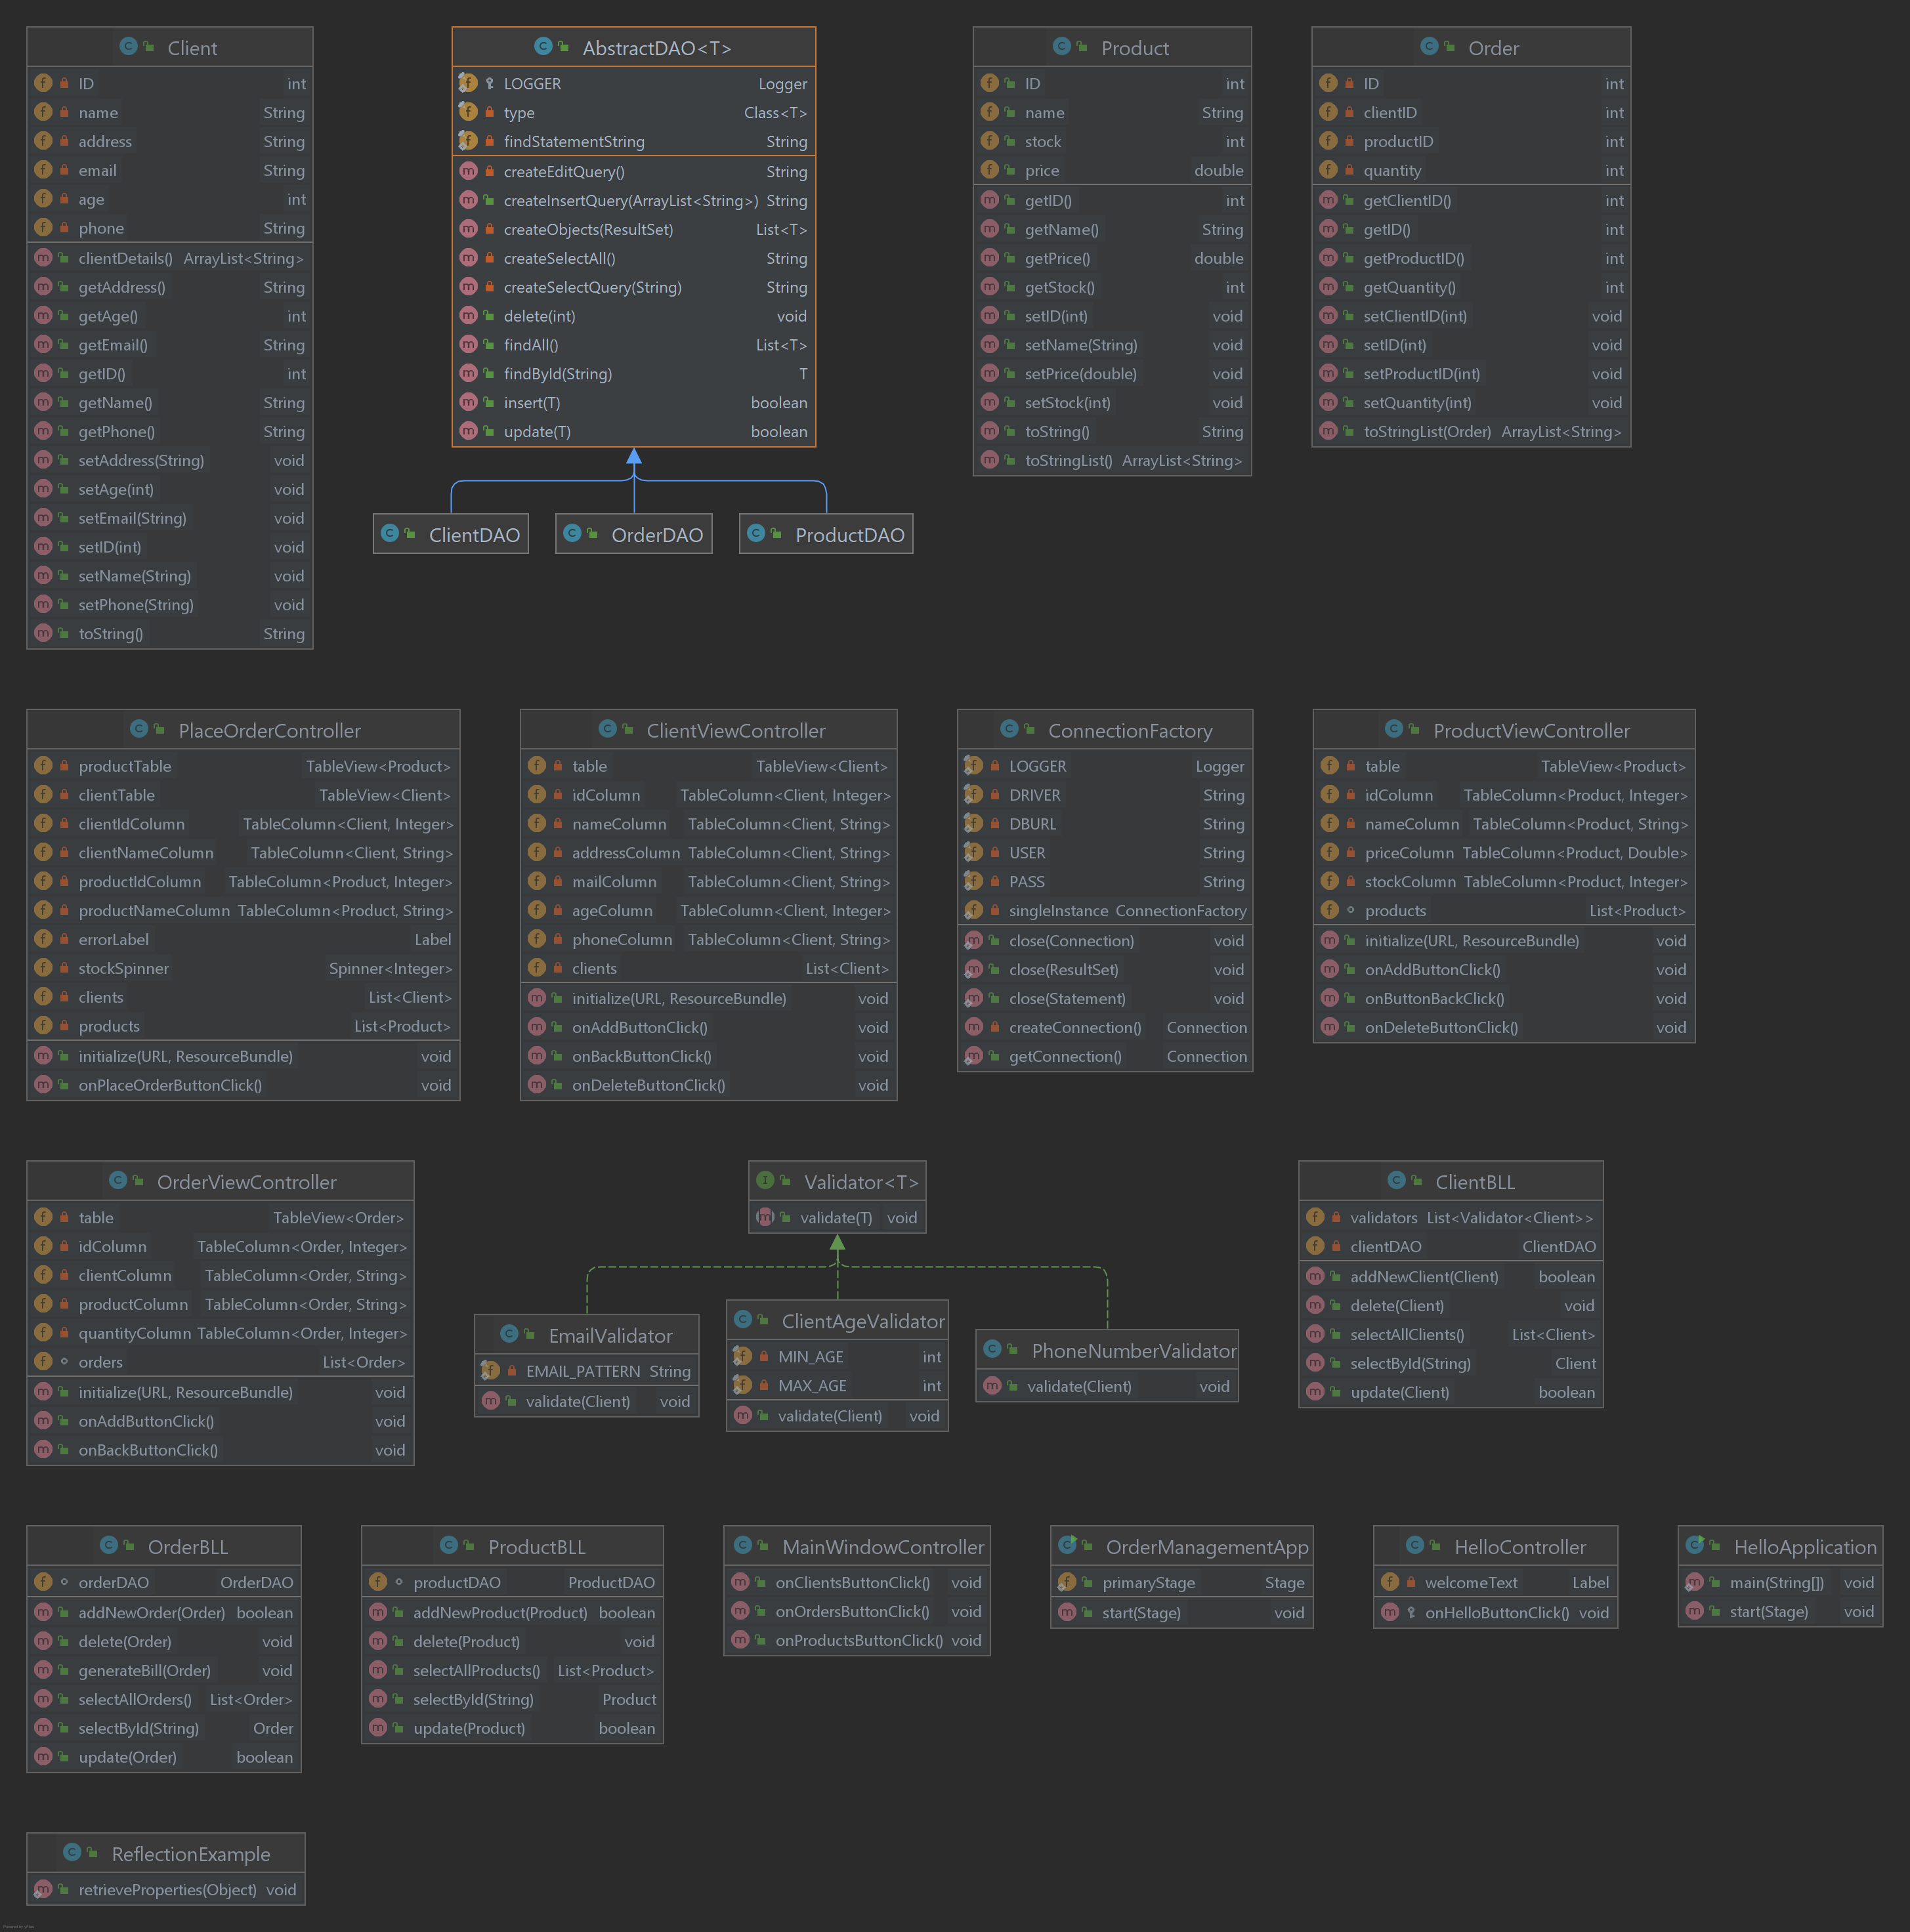 Client
ID int
name String
address String
email String
age int
phone String
clientDetails() ArrayList<String>
getAddress() String
getAge() int
getEmail() String
getID() int
getName() String
getPhone() String
setAddress(String) void
setAge(int) void
setEmail(String) void
setID(int) void
setName(String) void
setPhone(String) void
toString() String
AbstractDAO<T>
LOGGER Logger
type Class<T>
findStatementString String
createEditQuery() String
createInsertQuery(ArrayList<String>) String
createObjects(ResultSet) List<T>
createSelectAll() String
createSelectQuery(String) String
delete(int) void
findAll() List<T>
findById(String) T
insert(T) boolean
update(T) boolean
ClientDAO
OrderDAO
ProductDAO
Product
ID int
name String
stock int
price double
getID() int
getName() String
getPrice() double
getStock() int
setID(int) void
setName(String) void
setPrice(double) void
setStock(int) void
toString() String
toStringList() ArrayList<String>
Order
ID int
clientID int
productID int
quantity int
getClientID() int
getID() int
getProductID() int
getQuantity() int
setClientID(int) void
setID(int) void
setProductID(int) void
setQuantity(int) void
toStringList(Order) ArrayList<String>
PlaceOrderController
productTable TableView<Product>
clientTable TableView<Client>
clientIdColumn TableColumn<Client, Integer>
clientNameColumn TableColumn<Client, String>
productIdColumn TableColumn<Product, Integer>
productNameColumn TableColumn<Product, String>
errorLabel Label
stockSpinner Spinner<Integer>
clients List<Client>
products List<Product>
initialize(URL, ResourceBundle) void
onPlaceOrderButtonClick() void
ClientViewController
table TableView<Client>
idColumn TableColumn<Client, Integer>
nameColumn TableColumn<Client, String>
addressColumn TableColumn<Client, String>
mailColumn TableColumn<Client, String>
ageColumn TableColumn<Client, Integer>
phoneColumn TableColumn<Client, String>
clients List<Client>
initialize(URL, ResourceBundle) void
onAddButtonClick() void
onBackButtonClick() void
onDeleteButtonClick() void
ConnectionFactory
LOGGER Logger
DRIVER String
DBURL String
USER String
PASS String
singleInstance ConnectionFactory
close(Connection) void
close(ResultSet) void
close(Statement) void
createConnection() Connection
getConnection() Connection
ProductViewController
table TableView<Product>
idColumn TableColumn<Product, Integer>
nameColumn TableColumn<Product, String>
priceColumn TableColumn<Product, Double>
stockColumn TableColumn<Product, Integer>
products List<Product>
initialize(URL, ResourceBundle) void
onAddButtonClick() void
onButtonBackClick() void
onDeleteButtonClick() void
OrderViewController
table TableView<Order>
idColumn TableColumn<Order, Integer>
clientColumn TableColumn<Order, String>
productColumn TableColumn<Order, String>
quantityColumn TableColumn<Order, Integer>
orders List<Order>
initialize(URL, ResourceBundle) void
onAddButtonClick() void
onBackButtonClick() void
Validator<T>
validate(T) void
EmailValidator
EMAIL_PATTERN String
validate(Client) void
ClientAgeValidator
MIN_AGE int
MAX_AGE int
validate(Client) void
PhoneNumberValidator
validate(Client) void
ClientBLL
validators List<Validator<Client>>
clientDAO ClientDAO
addNewClient(Client) boolean
delete(Client) void
selectAllClients() List<Client>
selectById(String) Client
update(Client) boolean
OrderBLL
orderDAO OrderDAO
addNewOrder(Order) boolean
delete(Order) void
generateBill(Order) void
selectAllOrders() List<Order>
selectById(String) Order
update(Order) boolean
ProductBLL
productDAO ProductDAO
addNewProduct(Product) boolean
delete(Product) void
selectAllProducts() List<Product>
selectById(String) Product
update(Product) boolean
MainWindowController
onClientsButtonClick() void
onOrdersButtonClick() void
onProductsButtonClick() void
OrderManagementApp
primaryStage Stage
start(Stage) void
HelloController
welcomeText Label
onHelloButtonClick() void
HelloApplication
main(String[]) void
start(Stage) void
ReflectionExample
retrieveProperties(Object) void
Powered by yFiles